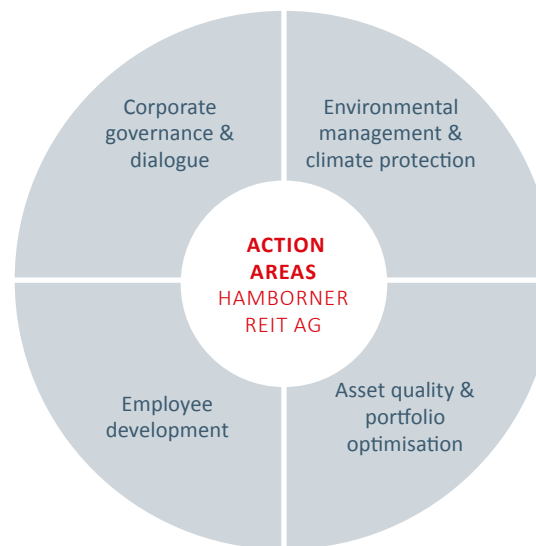 Corporate
governance &
dialogue
Environmental
management &
climate protection
ACTION
AREAS
HAMBORNER
REIT AG
Employee
development
Asset quality &
portfolio
optimisation